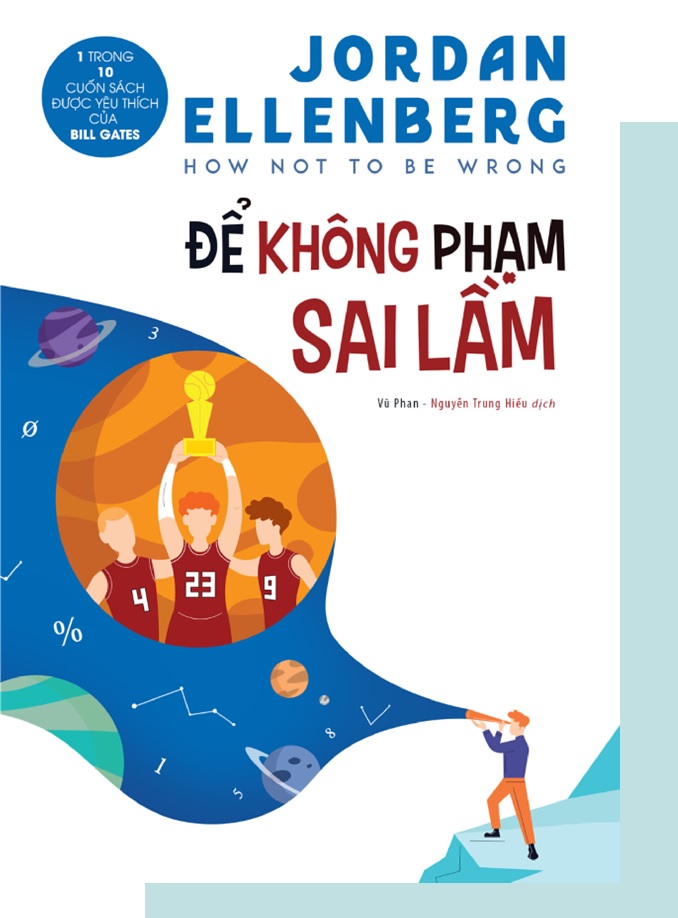 1 TRONG
10
CUỐN SÁCH
ĐƯỢC YÊU THÍCH
CỦA
BILL GATES
JORDAN
ELLENBERG
HOW NOT TO BE WRONG
ĐỂ KHÔNG PHẠM
SAI LẦM
Vũ Phan - Nguyễn Trung Hiếu dịch
3
Ø
4
23
9
%
1
8
5